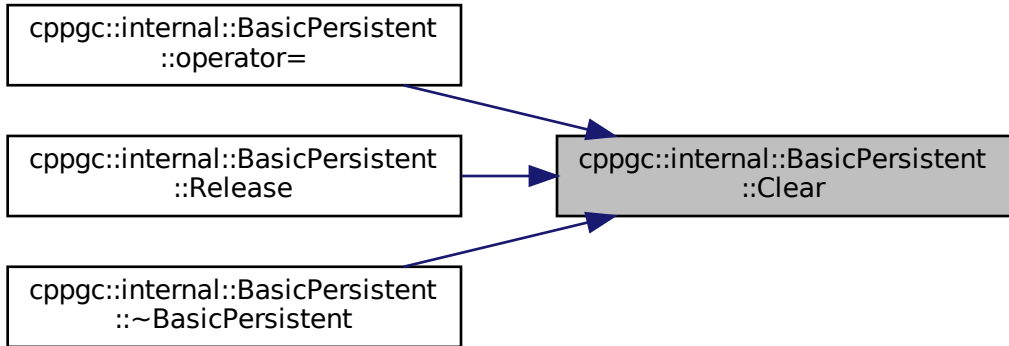 cppgc::internal::BasicPersistent
::operator=
cppgc::internal::BasicPersistent
::Release
cppgc::internal::BasicPersistent
::Clear
cppgc::internal::BasicPersistent
::~BasicPersistent